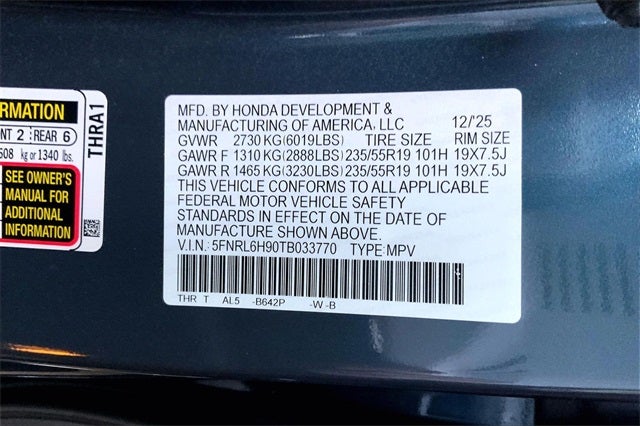 ORMATION
NT 2 REAR 6
608 kg or 1340 lbs.
SEE OWNER'S
MANUAL FOR
ADDITIONAL
INFORMATION
THRA1
MFD. BY HONDA DEVELOPMENT &
MANUFACTURING OF AMERICA, LLC 12/'25
GVWR 2730 KG(6019LBS) TIRE SIZE RIM SIZE
GAWR F 1310 KG(2888LBS) 235/55R19 101H 19X7.5J
GAWR R 1465 KG(3230LBS) 235/55R19 101H 19X7.5J
THIS VEHICLE CONFORMS TO ALL APPLICABLE
FEDERAL MOTOR VEHICLE SAFETY
STANDARDS IN EFFECT ON THE DATE OF
MANUFACTURE SHOWN ABOVE.
V.I.N.: 5FNRL6H90TB033770 TYPE: MPV
THR T AL5 -B642P -W -B